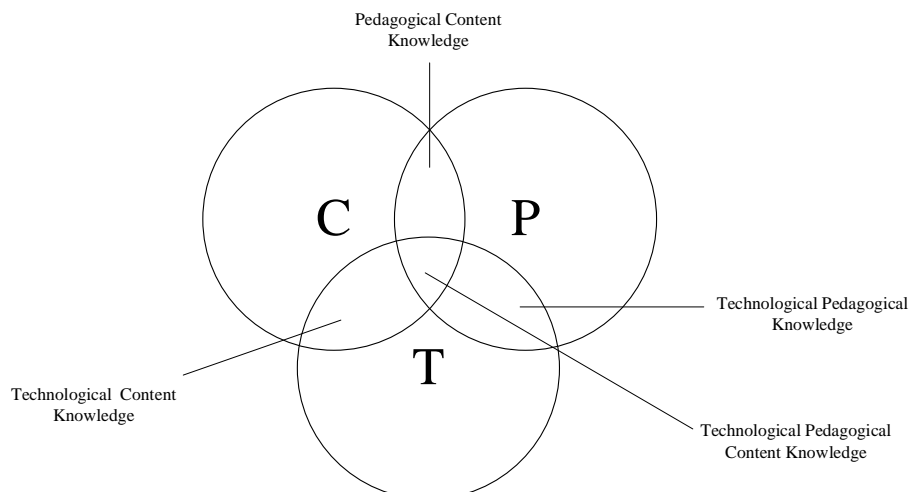 Pedagogical Content
Knowledge
C
P
Technological Pedagogical
Knowledge
T
Technological Content
Knowledge
Technological Pedagogical
Content Knowledge